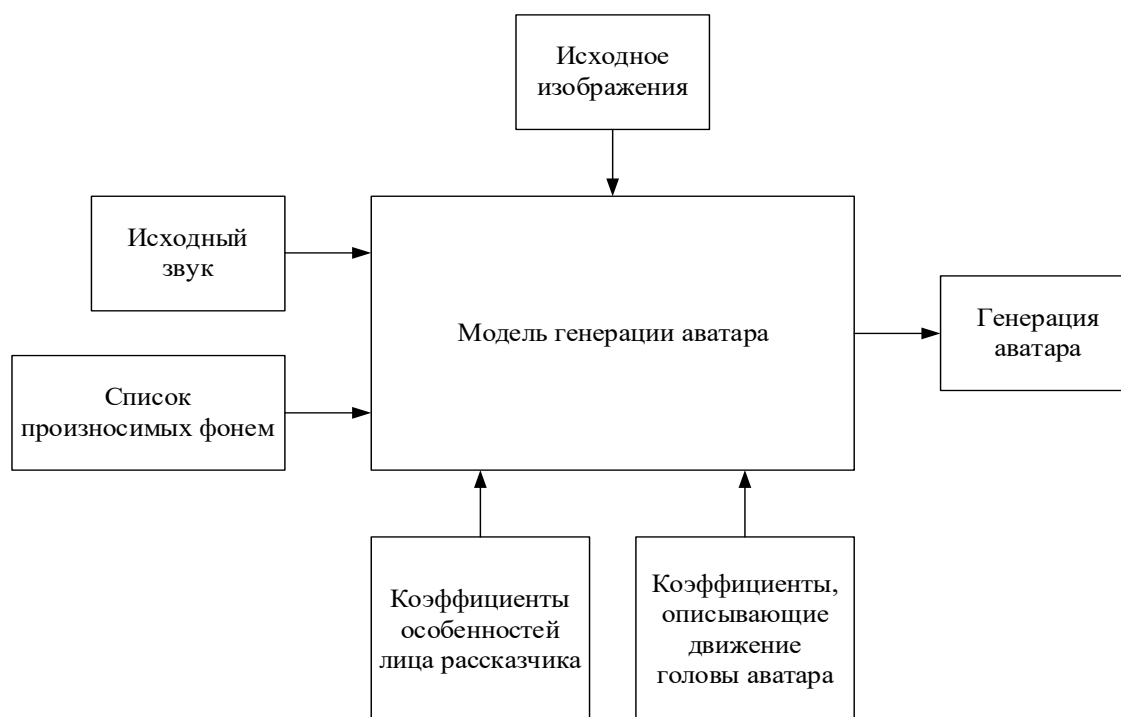 Исходное
изображения
Исходный
звук
Модель генерации аватара
Генерация
аватара
Список
произносимых фонем
Коэффициенты
особенностей
лица рассказчика
Коэффициенты,
описывающие
движение
головы аватара